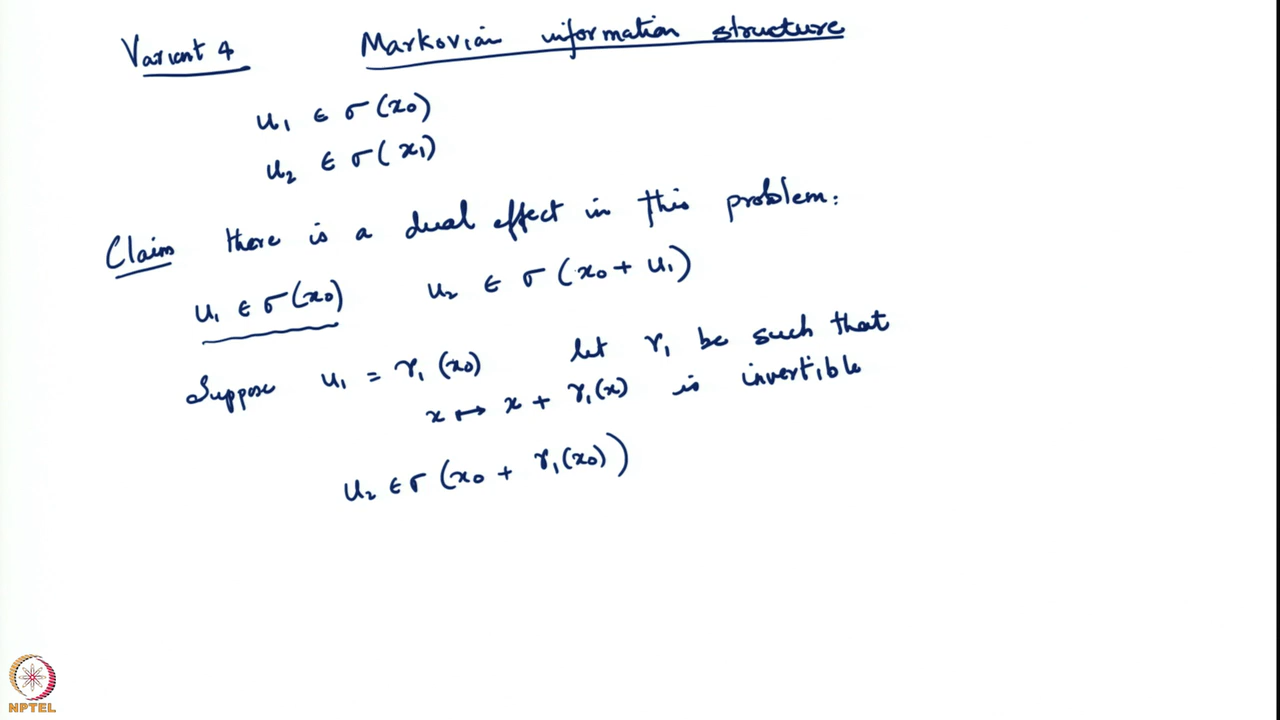 Variant 4 Markovian information structure
u₁ ∈ σ(x₀)
u₂ ∈ σ(x₁)
Claim there is a dual effect in this problem.
u₁ ∈ σ(x₀) u₂ ∈ σ(x₀ + u₁)
Suppose u₁ = γ₁(x₀) let γ₁ be such that
x ↦ x + γ₁(x) is invertible
u₂ ∈ σ(x₀ + γ₁(x₀))
NPTEL